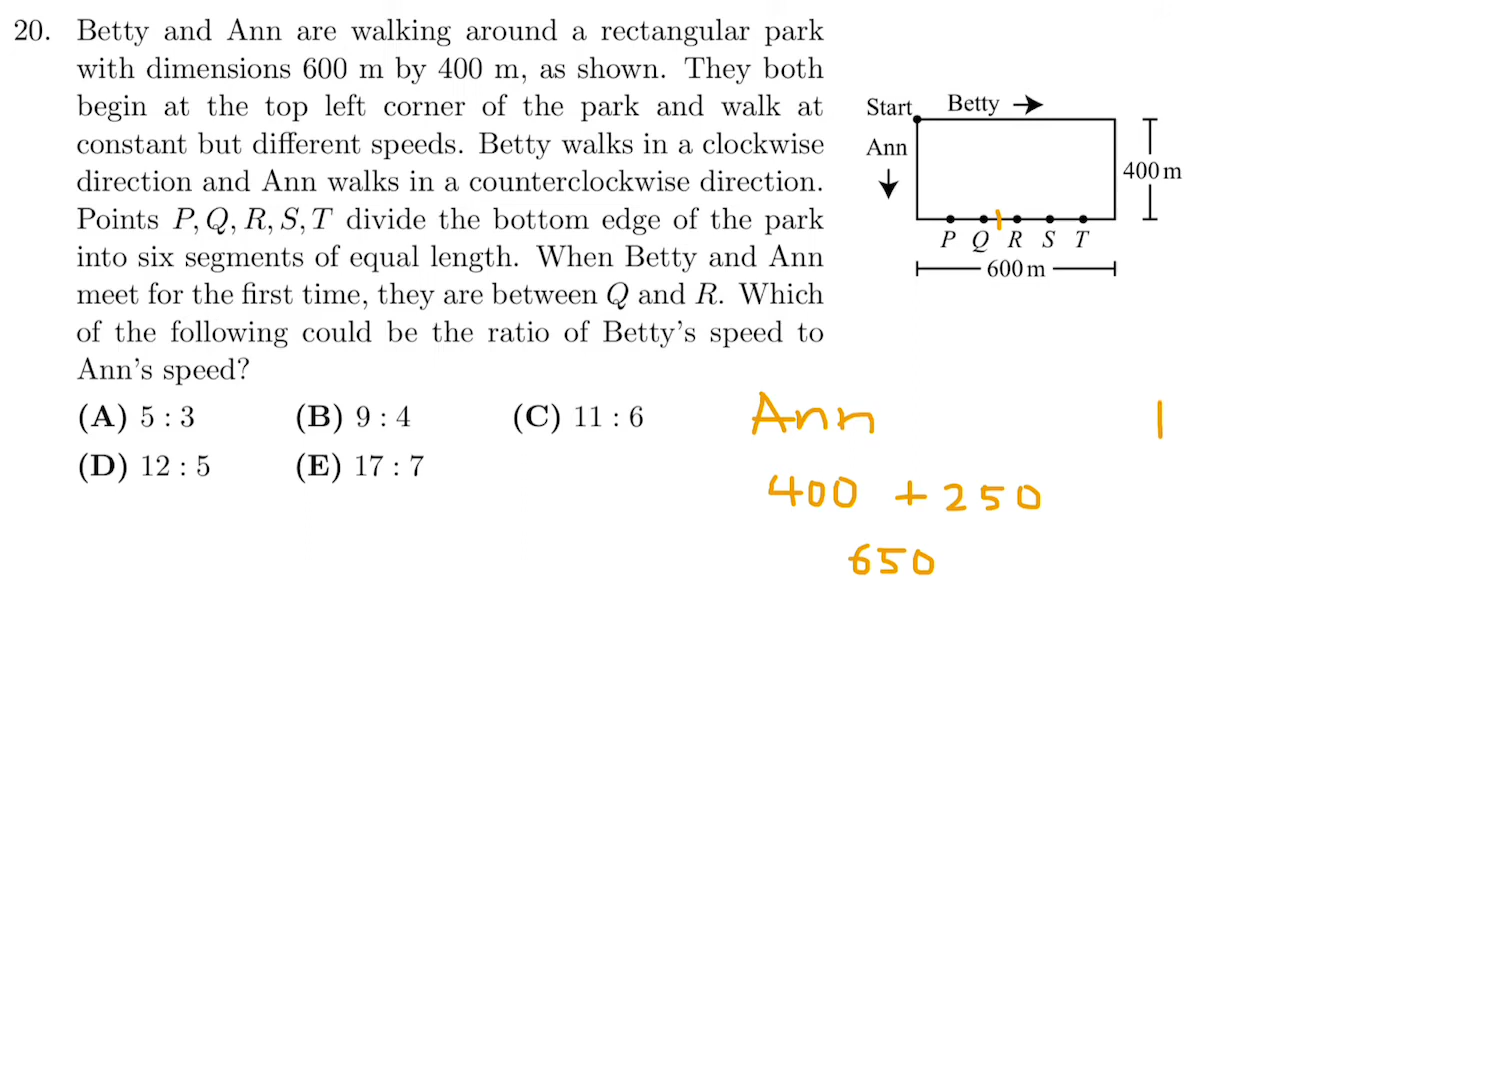 20. Betty and Ann are walking around a rectangular park
with dimensions 600 m by 400 m, as shown. They both
begin at the top left corner of the park and walk at
constant but different speeds. Betty walks in a clockwise
direction and Ann walks in a counterclockwise direction.
Points P, Q, R, S, T divide the bottom edge of the park
into six segments of equal length. When Betty and Ann
meet for the first time, they are between Q and R. Which
of the following could be the ratio of Betty's speed to
Ann's speed?
(A) 5 : 3 (B) 9 : 4 (C) 11 : 6
(D) 12 : 5 (E) 17 : 7
Start Betty
Ann
400 m
P Q R S T
600 m
Ann
400 + 250
650